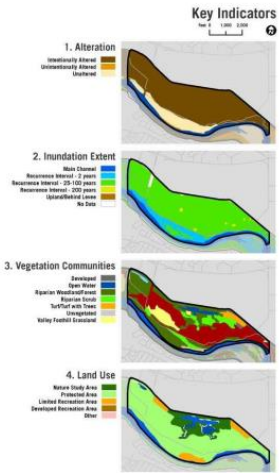 Key Indicators
Feet 0 1,000 2,000
1. Alteration
Intentionally Altered
Unintentionally Altered
Unaltered
2. Inundation Extent
Main Channel
Recurrence Interval - 2 years
Recurrence Interval - 25-100 years
Recurrence Interval - 200 years
Upland/Behind Levee
No Data
3. Vegetation Communities
Developed
Open Water
Riparian Woodland/Forest
Riparian Scrub
Turf/Turf with Trees
Unvegetated
Valley Foothill Grassland
4. Land Use
Nature Study Area
Protected Area
Limited Recreation Area
Developed Recreation Area
Other